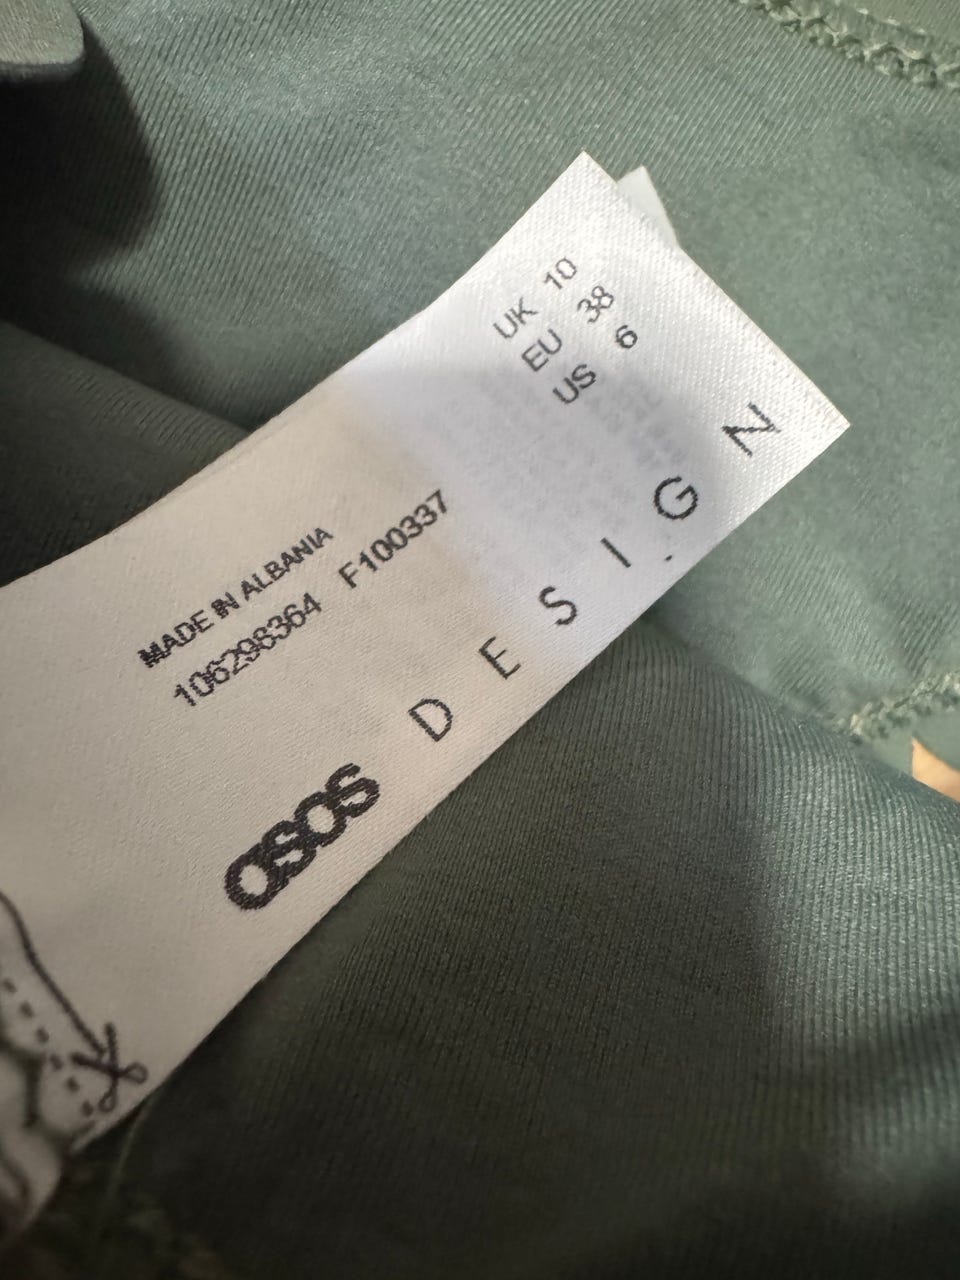 UK 10
EU 38
US 6
MADE IN ALBANIA
106298364 F100337
asos DESIGN